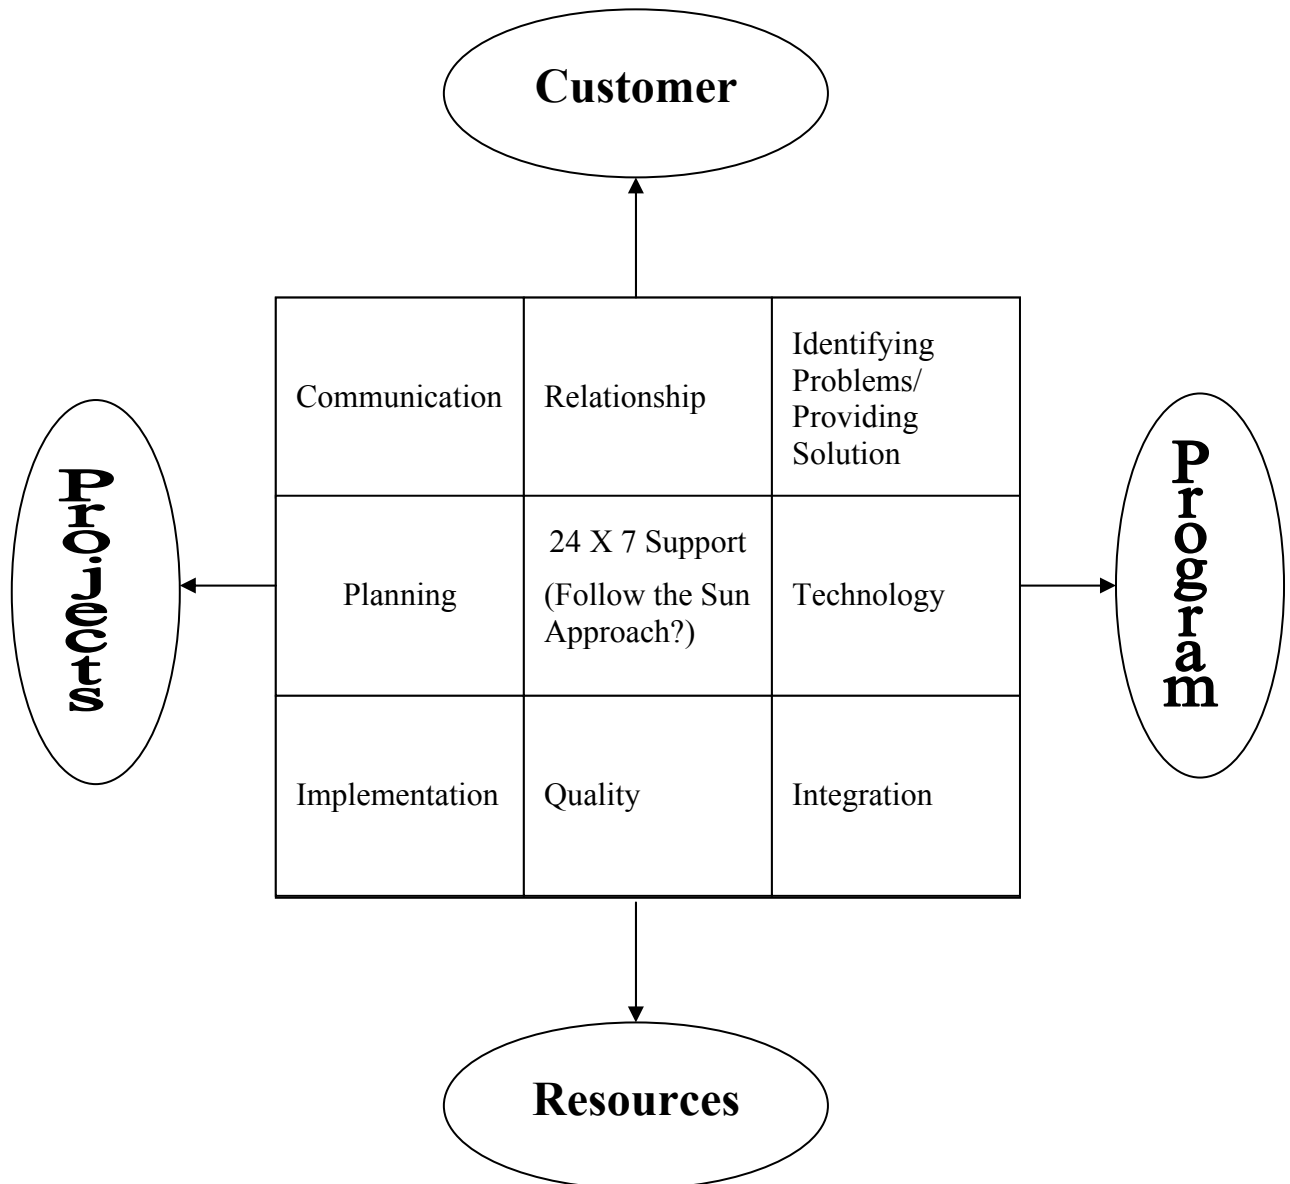 Customer
Communication
Relationship
Identifying
Problems/
Providing
Solution
Projects
Planning
24 X 7 Support
(Follow the Sun
Approach?)
Technology
Program
Implementation
Quality
Integration
Resources